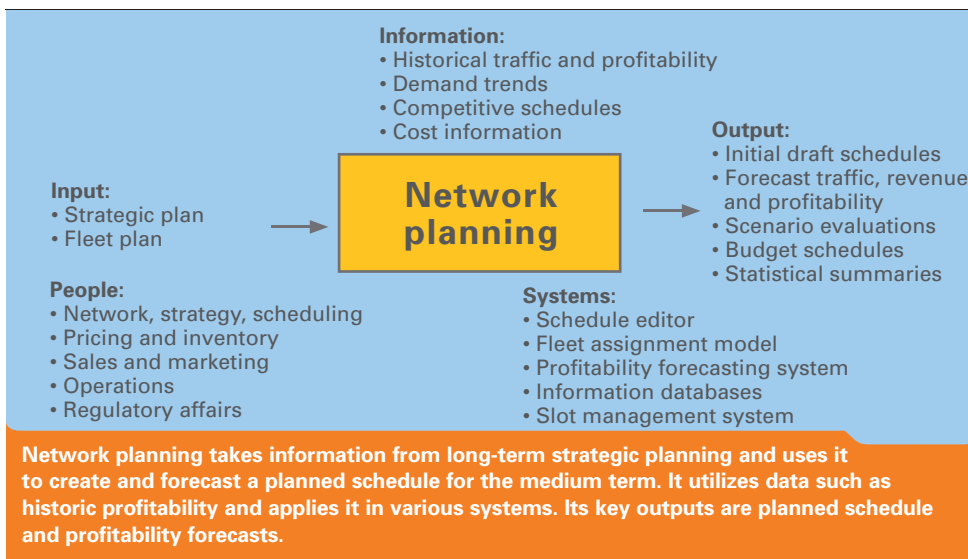 Information:
• Historical traffic and profitability
• Demand trends
• Competitive schedules
• Cost information
Input:
• Strategic plan
• Fleet plan
Network
planning
Output:
• Initial draft schedules
• Forecast traffic, revenue
and profitability
• Scenario evaluations
• Budget schedules
• Statistical summaries
People:
• Network, strategy, scheduling
• Pricing and inventory
• Sales and marketing
• Operations
• Regulatory affairs
Systems:
• Schedule editor
• Fleet assignment model
• Profitability forecasting system
• Information databases
• Slot management system
Network planning takes information from long-term strategic planning and uses it
to create and forecast a planned schedule for the medium term. It utilizes data such as
historic profitability and applies it in various systems. Its key outputs are planned schedule
and profitability forecasts.